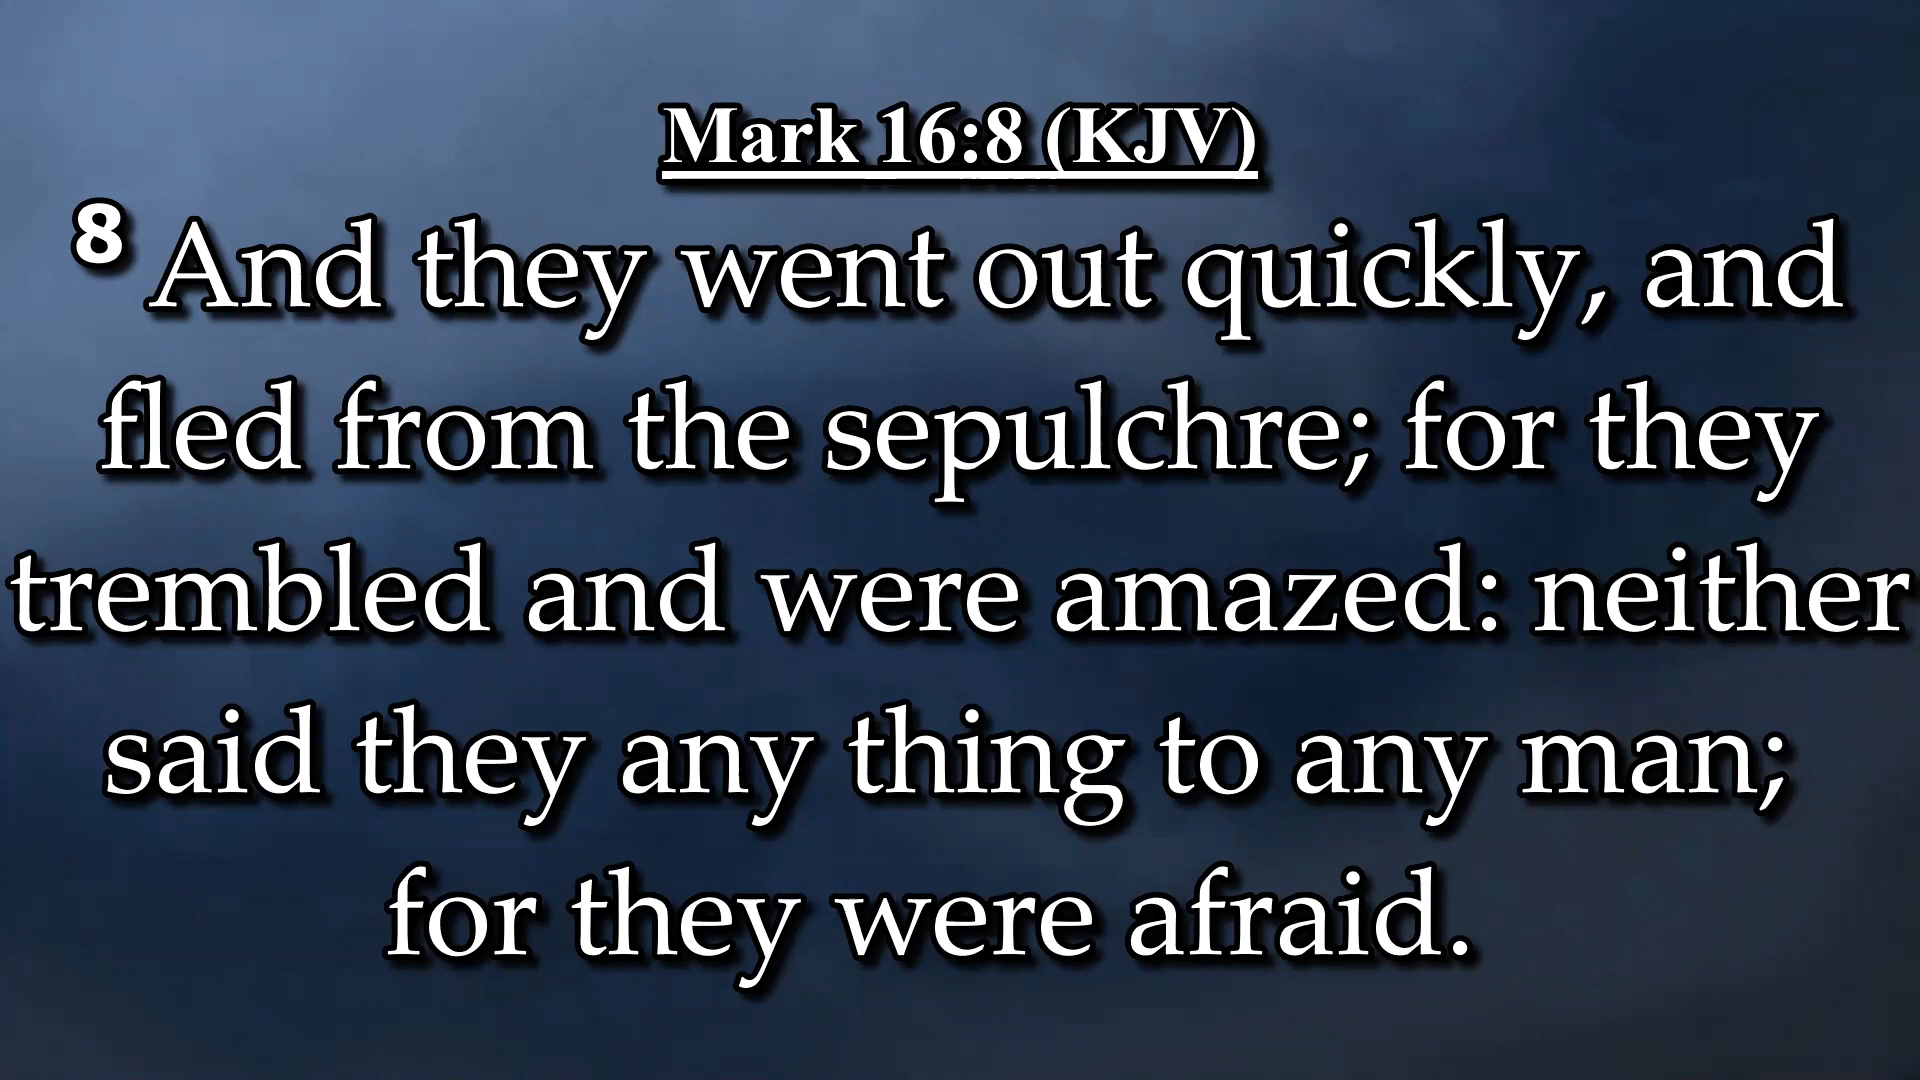 Mark 16:8 (KJV)
8 And they went out quickly, and
fled from the sepulchre; for they
trembled and were amazed: neither
said they any thing to any man;
for they were afraid.